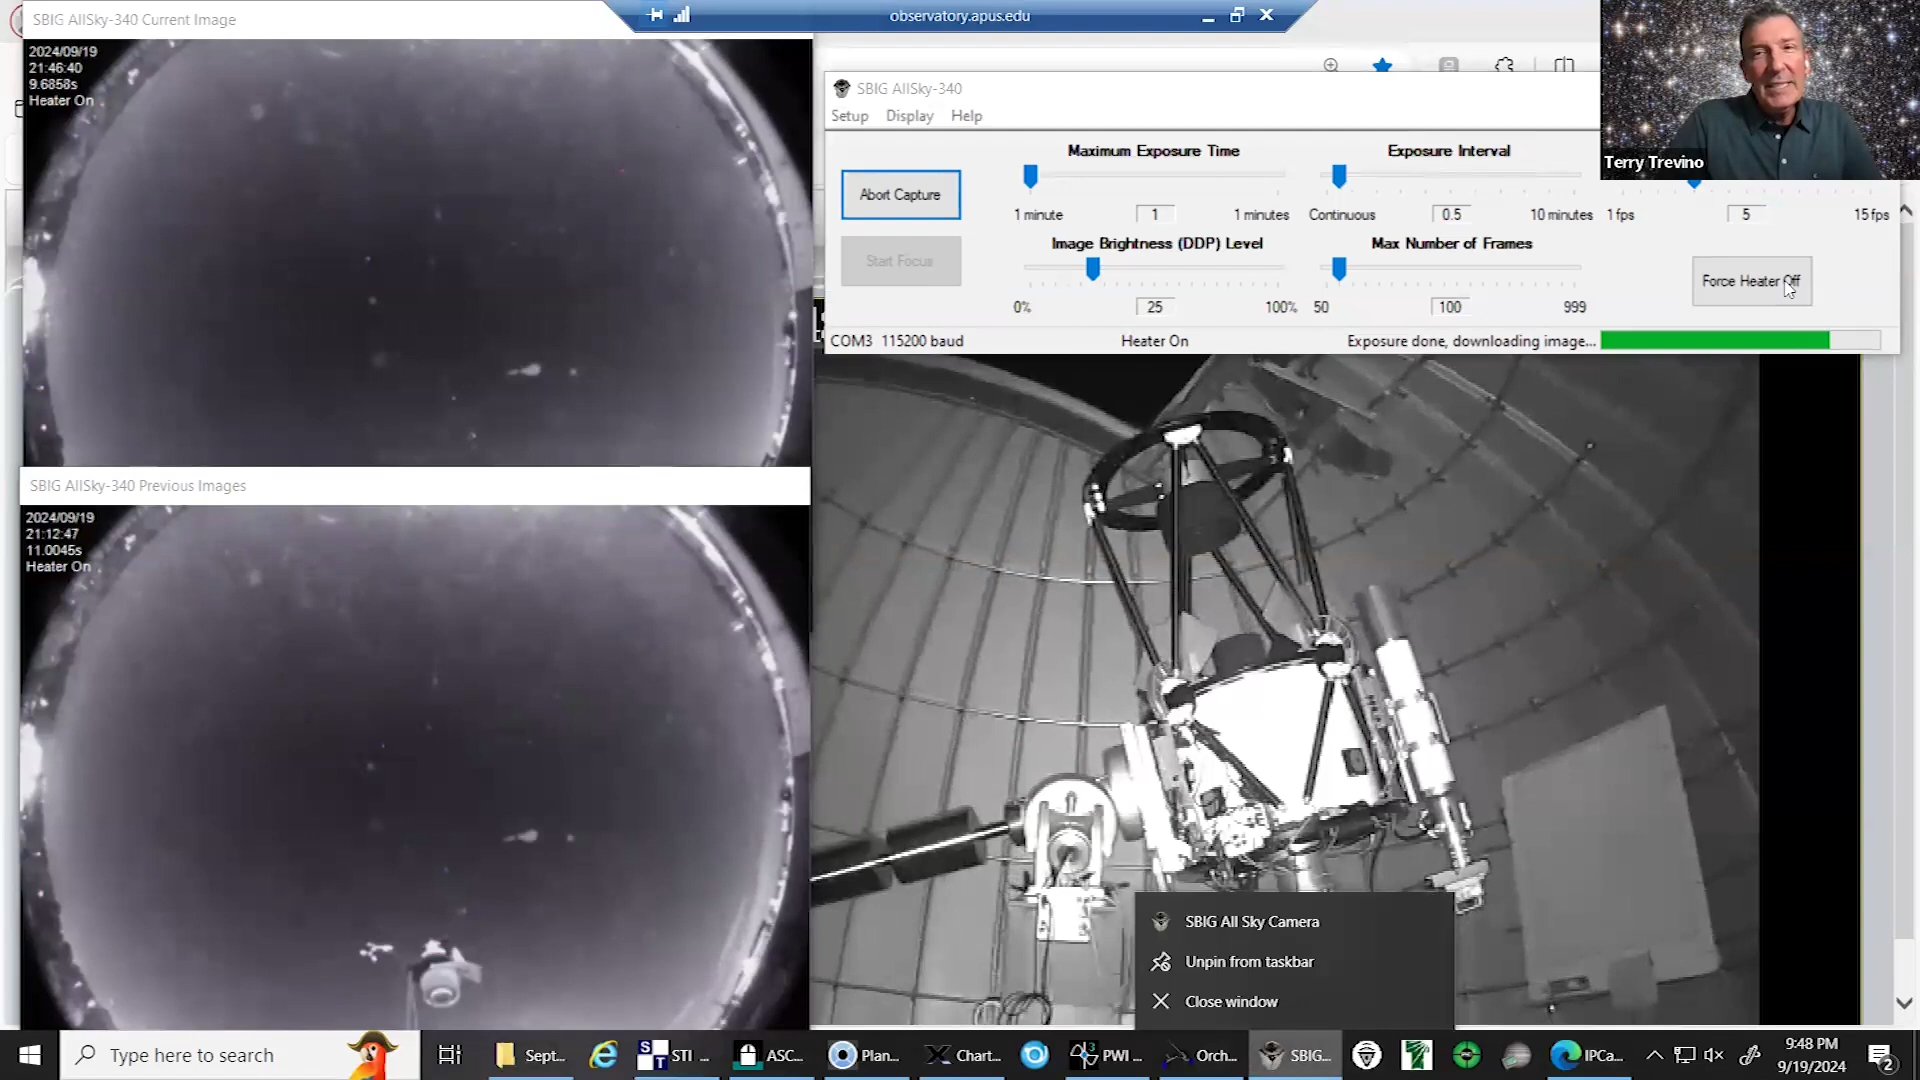 SBIG AllSky-340 Current Image
2024/09/19
21:46:40
9.6858s
Heater On
observatory.apus.edu
SBIG AllSky-340
Setup Display Help
Maximum Exposure Time
Exposure Interval
Abort Capture
1 minute 1 1 minutes
Continuous 0.5 10 minutes
1 fps 5 15 fps
Image Brightness (DDP) Level
Max Number of Frames
Start Focus
Force Heater Off
0% 25 100%
50 100 999
COM3 115200 baud
Heater On
Exposure done, downloading image...
Terry Trevino
SBIG AllSky-340 Previous Images
2024/09/19
21:12:47
11.0045s
Heater On
SBIG All Sky Camera
Unpin from taskbar
Close window
Type here to search
Sept...
STI ...
ASC...
Plan...
Chart...
PWI ...
Orch...
SBIG...
IPCa...
9:48 PM
9/19/2024
2